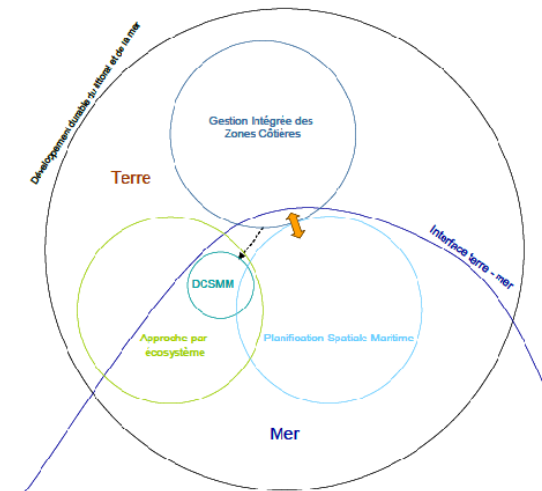 Développement durable du littoral et de la mer
Gestion Intégrée des
Zones Côtières
Terre
Interface terre - mer
DCSMM
Approche par
écosystème
Planification Spatiale Maritime
Mer